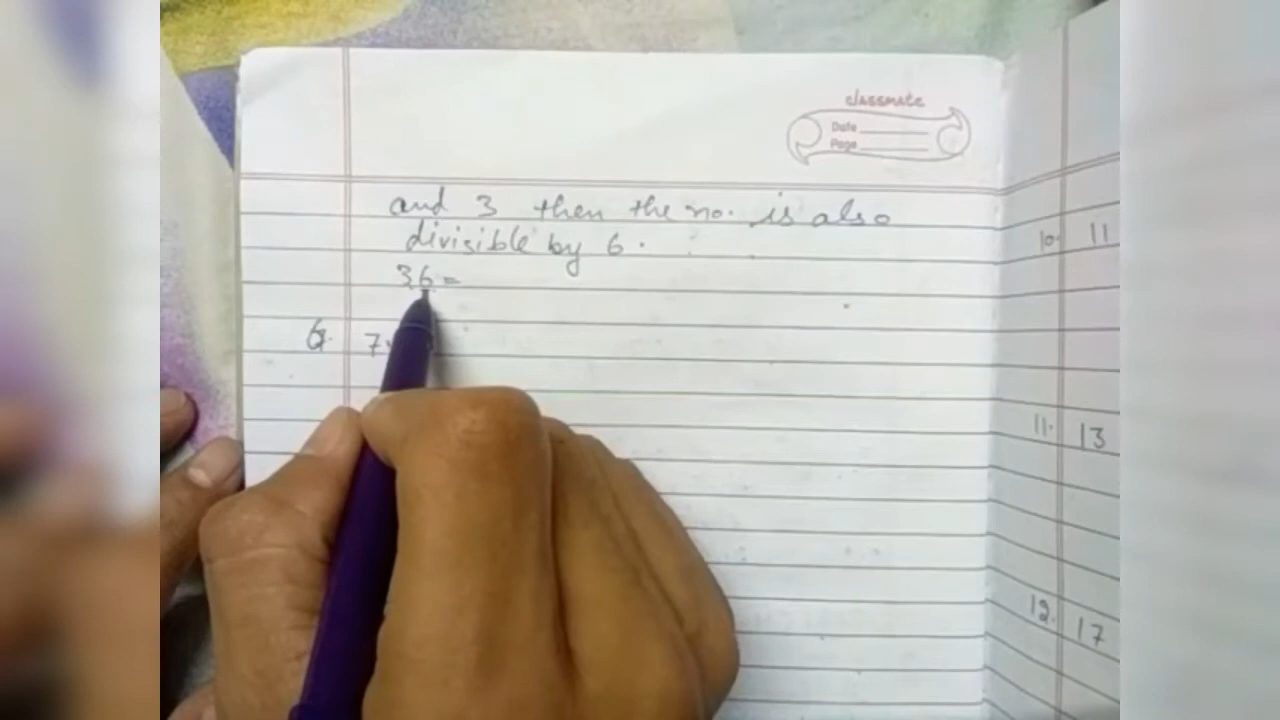 classmate
Date
Page
and 3 then the no. is also
divisible by 6.
36=
7.
10. 11
11. 13
12. 17